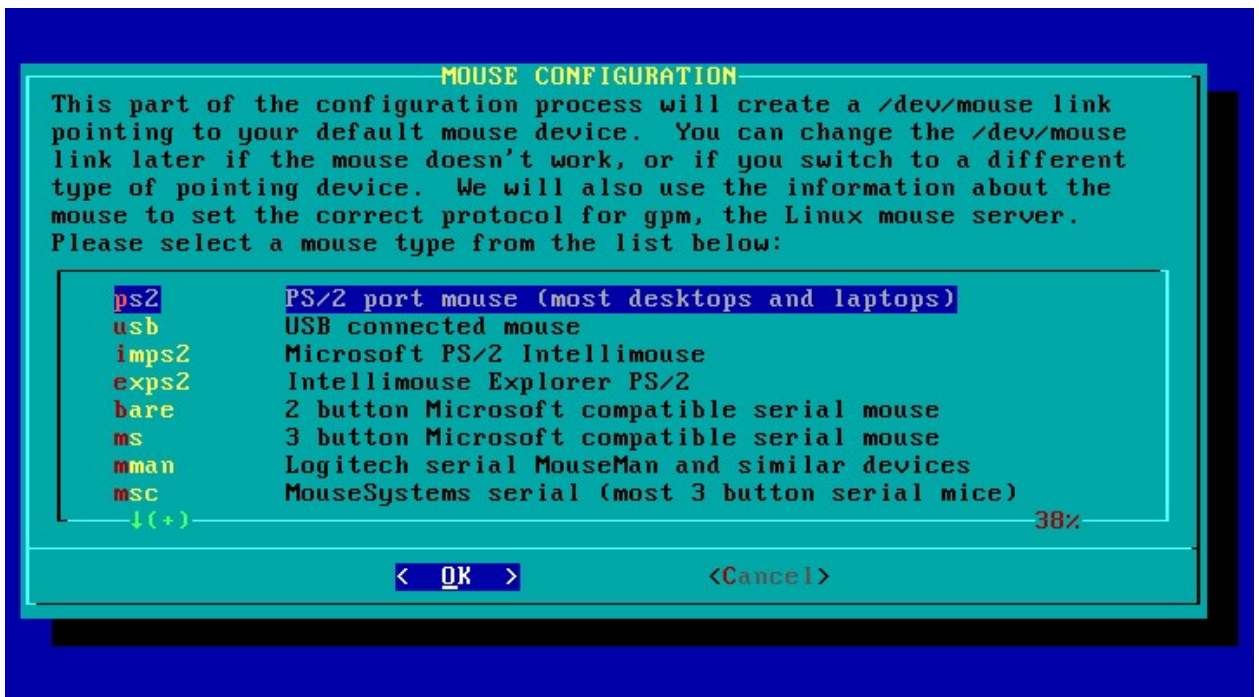 MOUSE CONFIGURATION
This part of the configuration process will create a /dev/mouse link
pointing to your default mouse device.  You can change the /dev/mouse
link later if the mouse doesn't work, or if you switch to a different
type of pointing device.  We will also use the information about the
mouse to set the correct protocol for gpm, the Linux mouse server.
Please select a mouse type from the list below:
ps2 PS/2 port mouse (most desktops and laptops)
usb USB connected mouse
imps2 Microsoft PS/2 Intellimouse
exps2 Intellimouse Explorer PS/2
bare 2 button Microsoft compatible serial mouse
ms 3 button Microsoft compatible serial mouse
mman Logitech serial MouseMan and similar devices
msc MouseSystems serial (most 3 button serial mice)
↓(+) 38%
< OK > <Cancel>